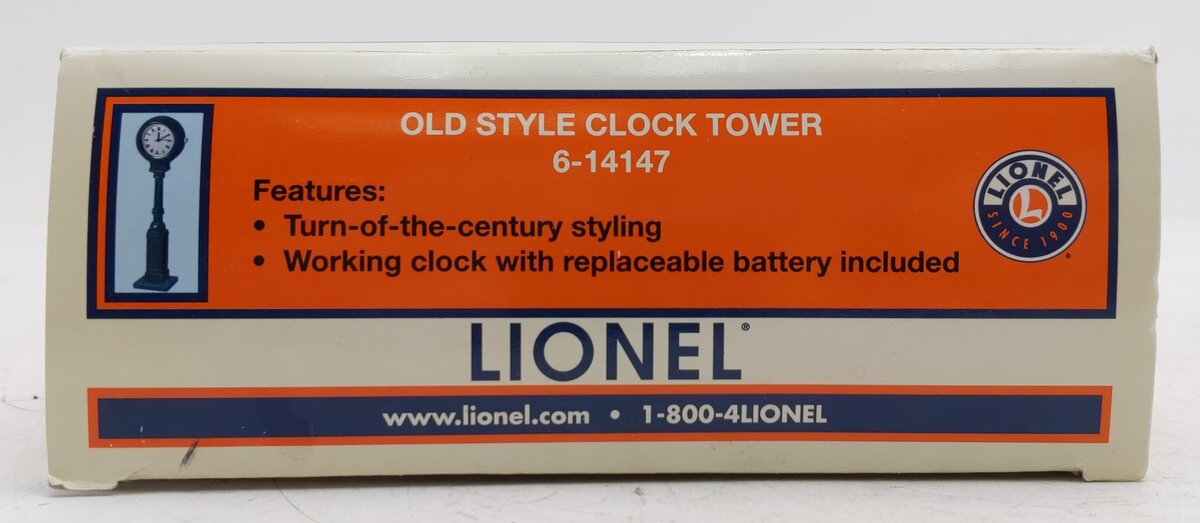 OLD STYLE CLOCK TOWER
6-14147
Features:
• Turn-of-the-century styling
• Working clock with replaceable battery included
LIONEL
L
SINCE 1900
®
LIONEL®
www.lionel.com • 1-800-4LIONEL